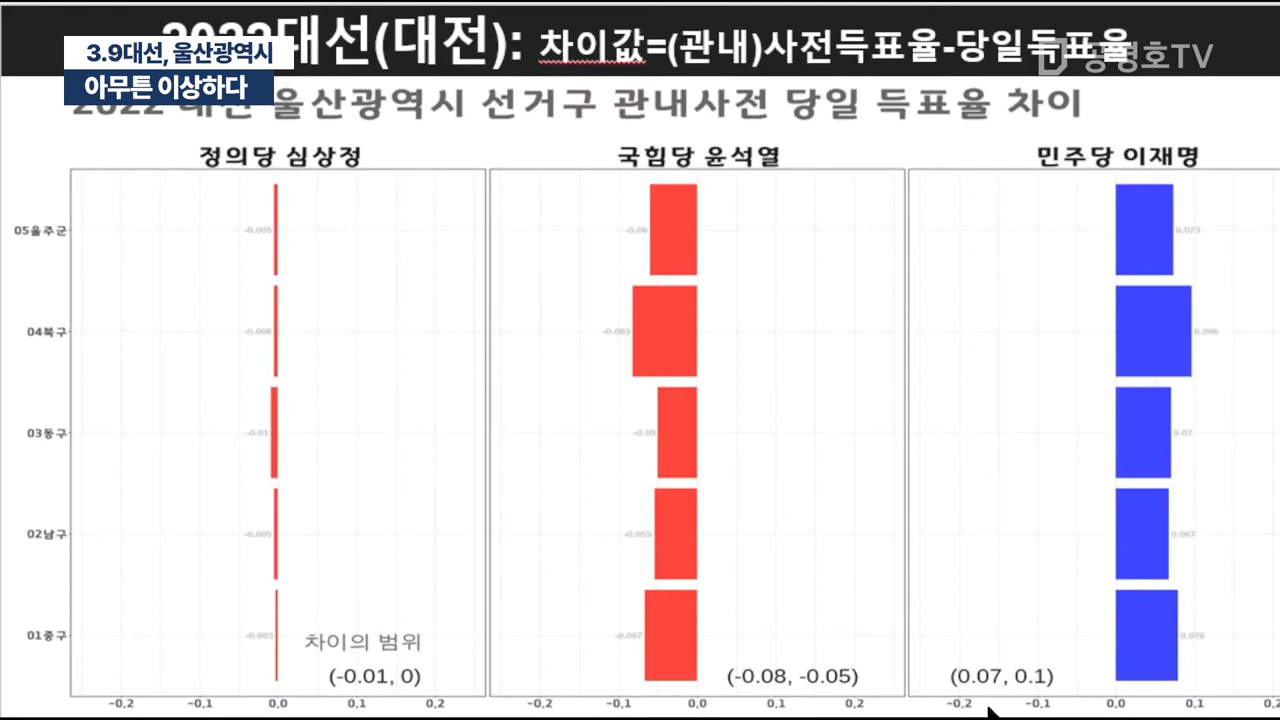 2022대선(대전): 차이값=(관내)사전득표율-당일득표율
3.9대선, 울산광역시
아무튼 이상하다
공병호TV
2022 대선 울산광역시 선거구 관내사전 당일 득표율 차이
정의당 심상정
국힘당 윤석열
민주당 이재명
05울주군 -0.005 -0.06 0.073
04북구 -0.006 -0.083 0.096
03동구 -0.01 -0.05 0.07
02남구 -0.005 -0.055 0.067
01중구 -0.003 -0.067 0.079
차이의 범위
(-0.01, 0) (-0.08, -0.05) (0.07, 0.1)
-0.2 -0.1 0.0 0.1 0.2 -0.2 -0.1 0.0 0.1 0.2 -0.2 -0.1 0.0 0.1